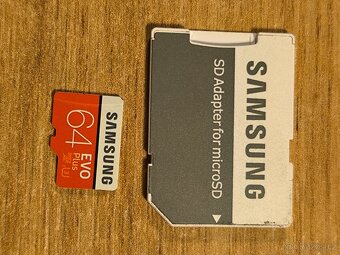 SAMSUNG
64 EVO
Plus
SAMSUNG
SD Adapter for microSD